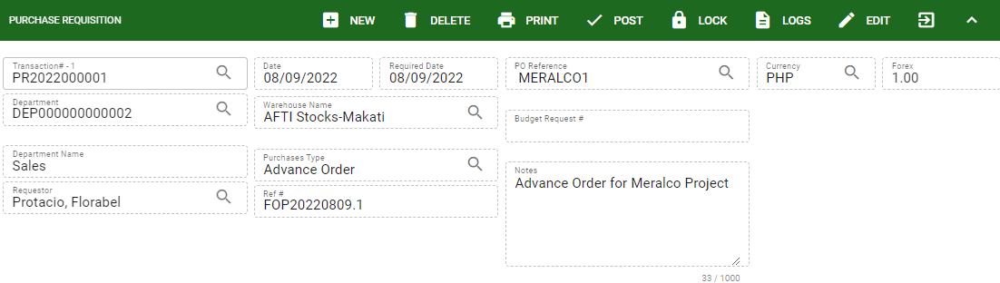 PURCHASE REQUISITION NEW DELETE PRINT POST LOCK LOGS EDIT
Transaction# - 1
PR2022000001
Date
08/09/2022
Required Date
08/09/2022
PO Reference
MERALCO1
Currency
PHP
Forex
1.00
Department
DEP000000000002
Warehouse Name
AFTI Stocks-Makati
Budget Request #
Department Name
Sales
Purchases Type
Advance Order
Notes
Advance Order for Meralco Project
Requestor
Protacio, Florabel
Ref #
FOP20220809.1
33 / 1000